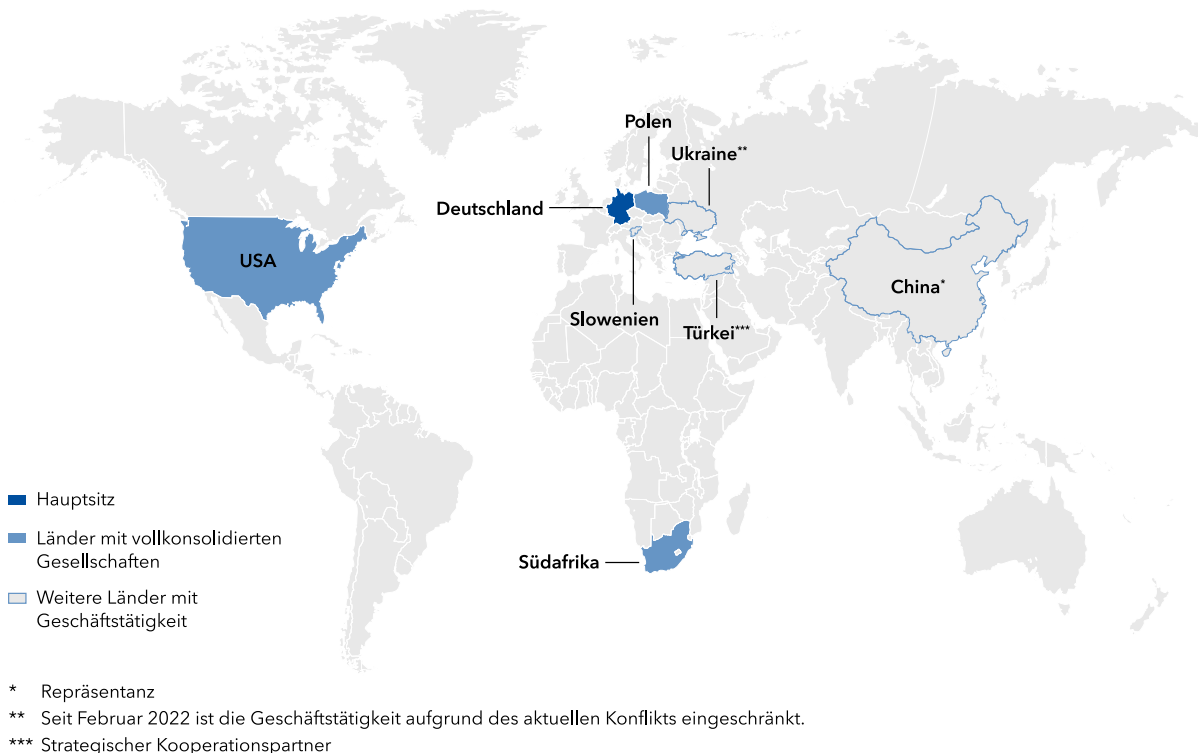 Polen
Ukraine**
Deutschland
USA
China*
Slowenien
Türkei***
Südafrika
Hauptsitz
Länder mit vollkonsolidierten
Gesellschaften
Weitere Länder mit
Geschäftstätigkeit
* Repräsentanz
** Seit Februar 2022 ist die Geschäftstätigkeit aufgrund des aktuellen Konflikts eingeschränkt.
*** Strategischer Kooperationspartner